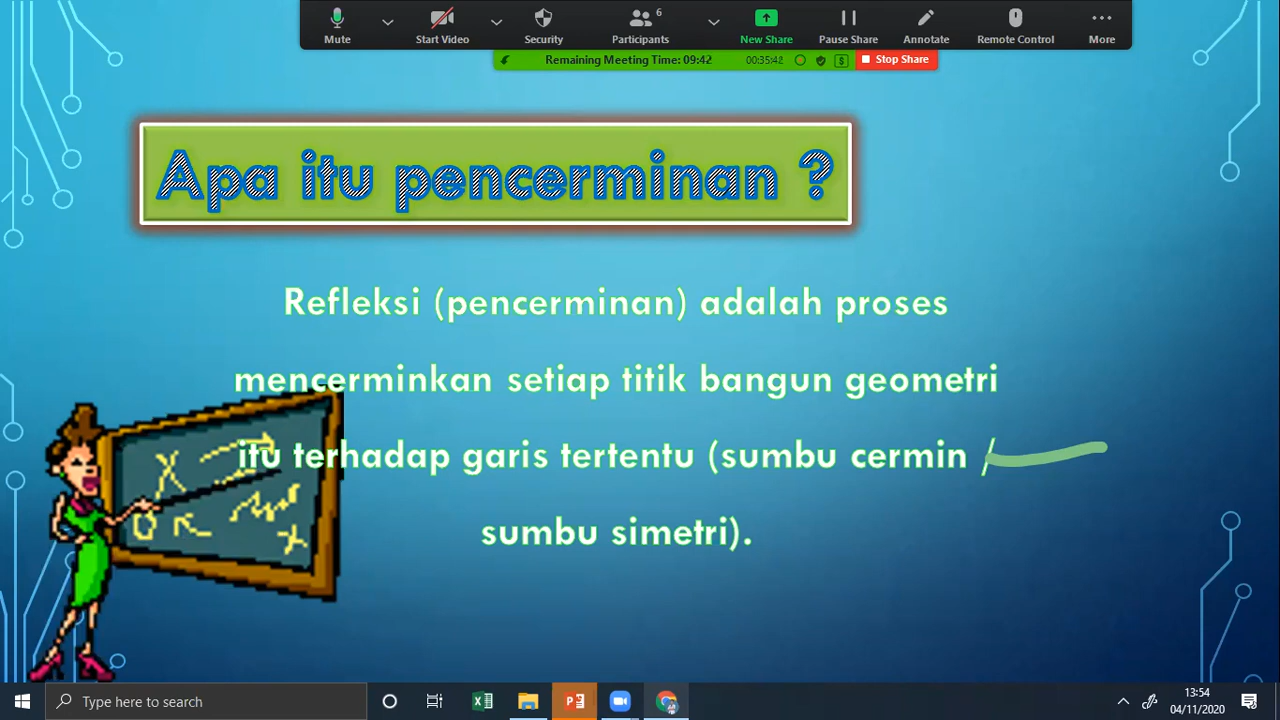 6
Mute
Start Video
Security
Participants
New Share
Pause Share
Annotate
Remote Control
More
Remaining Meeting Time: 09:42
00:35:42
Stop Share
Apa itu pencerminan ?
Refleksi (pencerminan) adalah proses
mencerminkan setiap titik bangun geometri
itu terhadap garis tertentu (sumbu cermin /
sumbu simetri).
Type here to search
13:54
04/11/2020